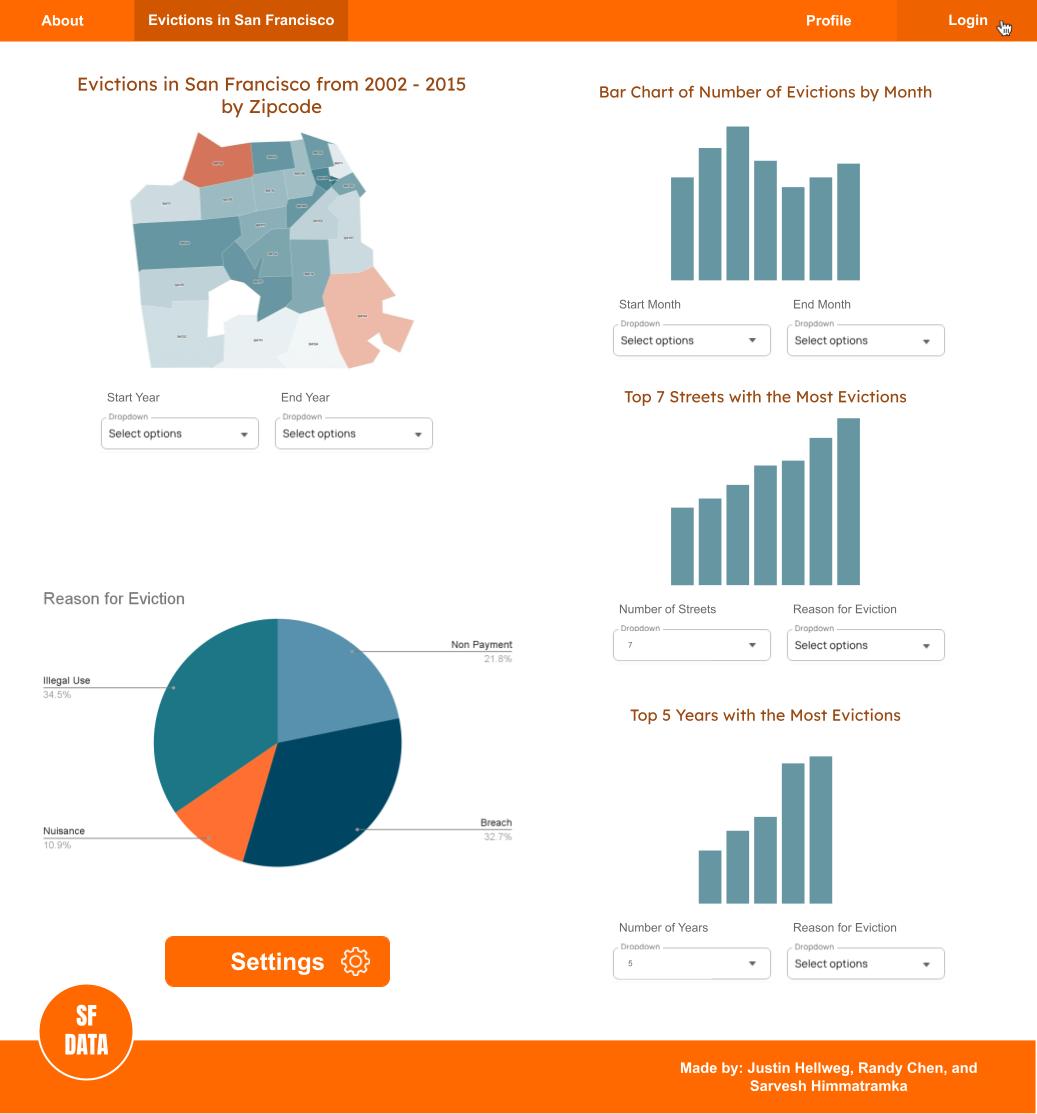 About
Evictions in San Francisco
Profile
Login
Evictions in San Francisco from 2002 - 2015
by Zipcode
Start Year
End Year
Dropdown
Dropdown
Select options
Select options
Reason for Eviction
Non Payment
21.8%
Illegal Use
34.5%
Nuisance
10.9%
Breach
32.7%
Settings
Bar Chart of Number of Evictions by Month
Start Month
End Month
Dropdown
Dropdown
Select options
Select options
Top 7 Streets with the Most Evictions
Number of Streets
Reason for Eviction
Dropdown
Dropdown
7
Select options
Top 5 Years with the Most Evictions
Number of Years
Reason for Eviction
Dropdown
Dropdown
5
Select options
SF
DATA
Made by: Justin Hellweg, Randy Chen, and
Sarvesh Himmatramka